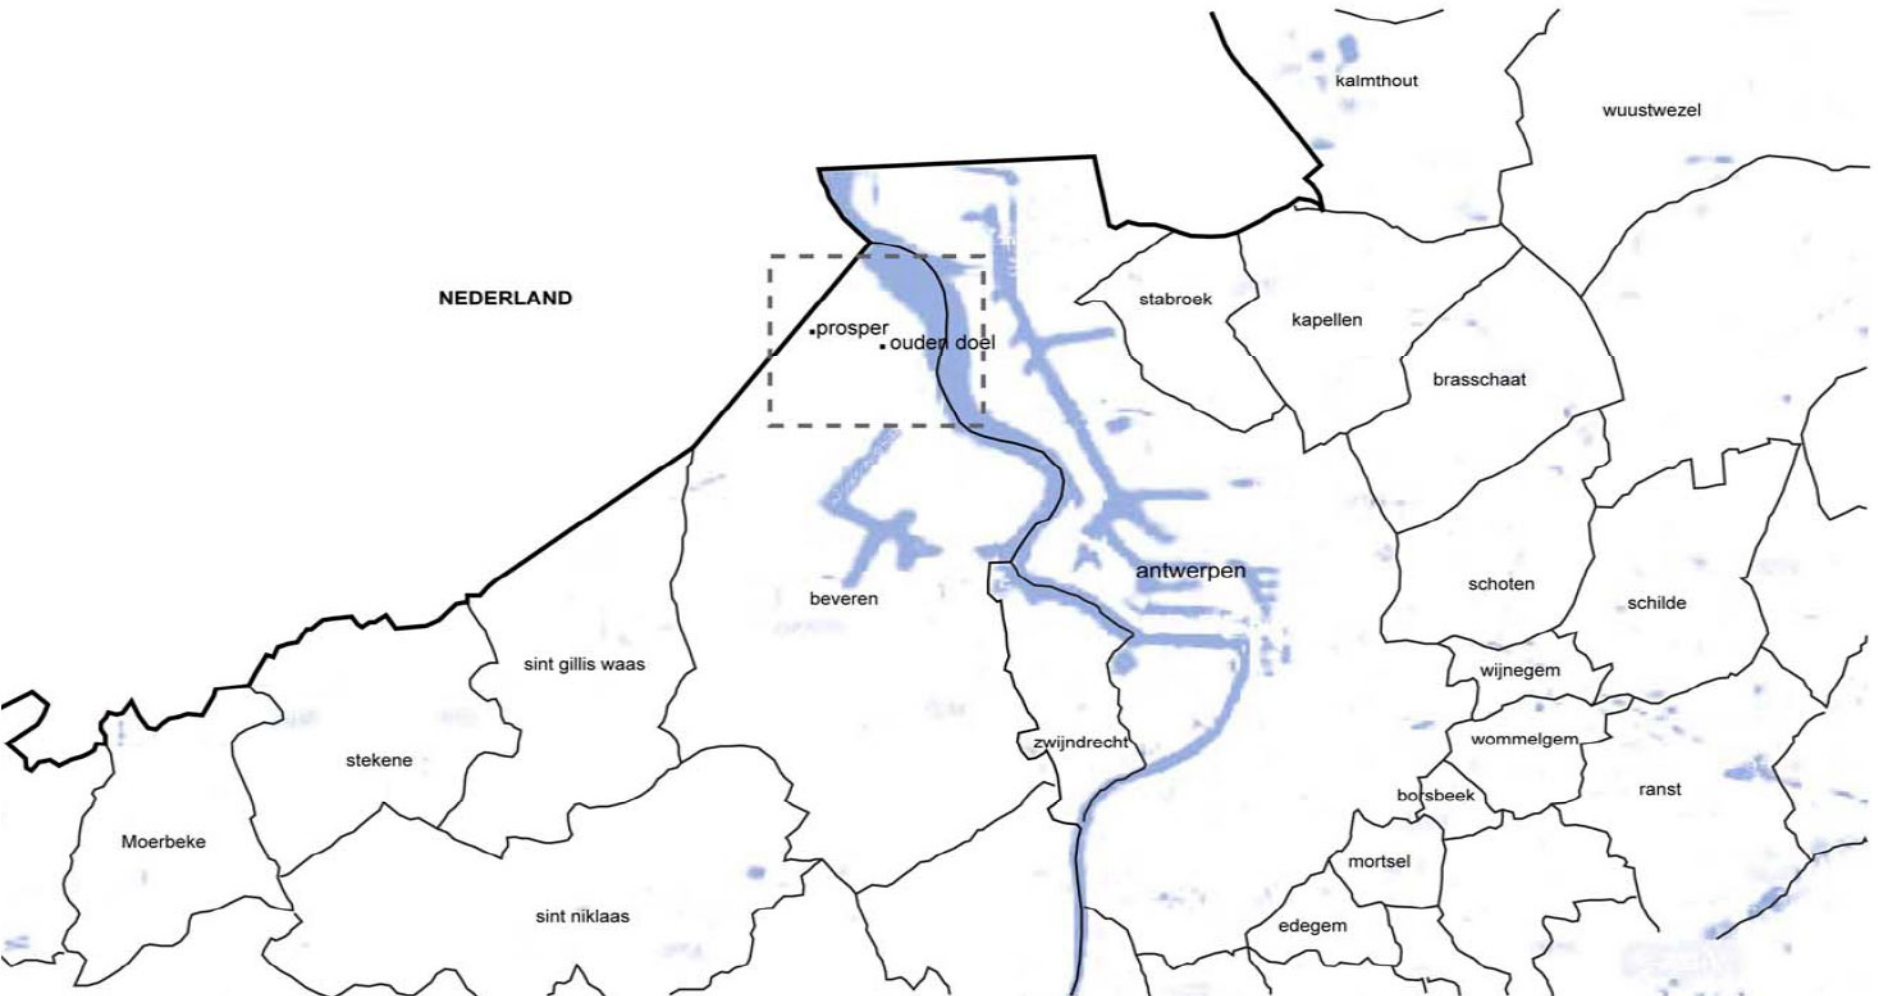 kalmthout
wuustwezel
NEDERLAND
stabroek
kapellen
prosper
ouden doel
brasschaat
antwerpen
beveren
schoten
schilde
sint gillis waas
wijnegem
zwijndrecht
wommelgem
stekene
borsbeek
ranst
Moerbeke
mortsel
sint niklaas
edegem